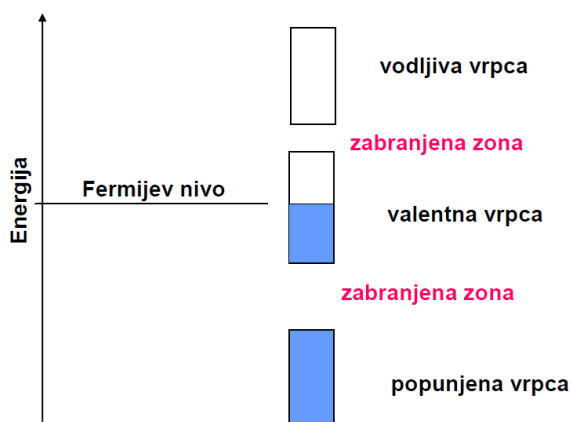 vodljiva vrpca
zabranjena zona
Fermijev nivo
valentna vrpca
Energija
zabranjena zona
popunjena vrpca